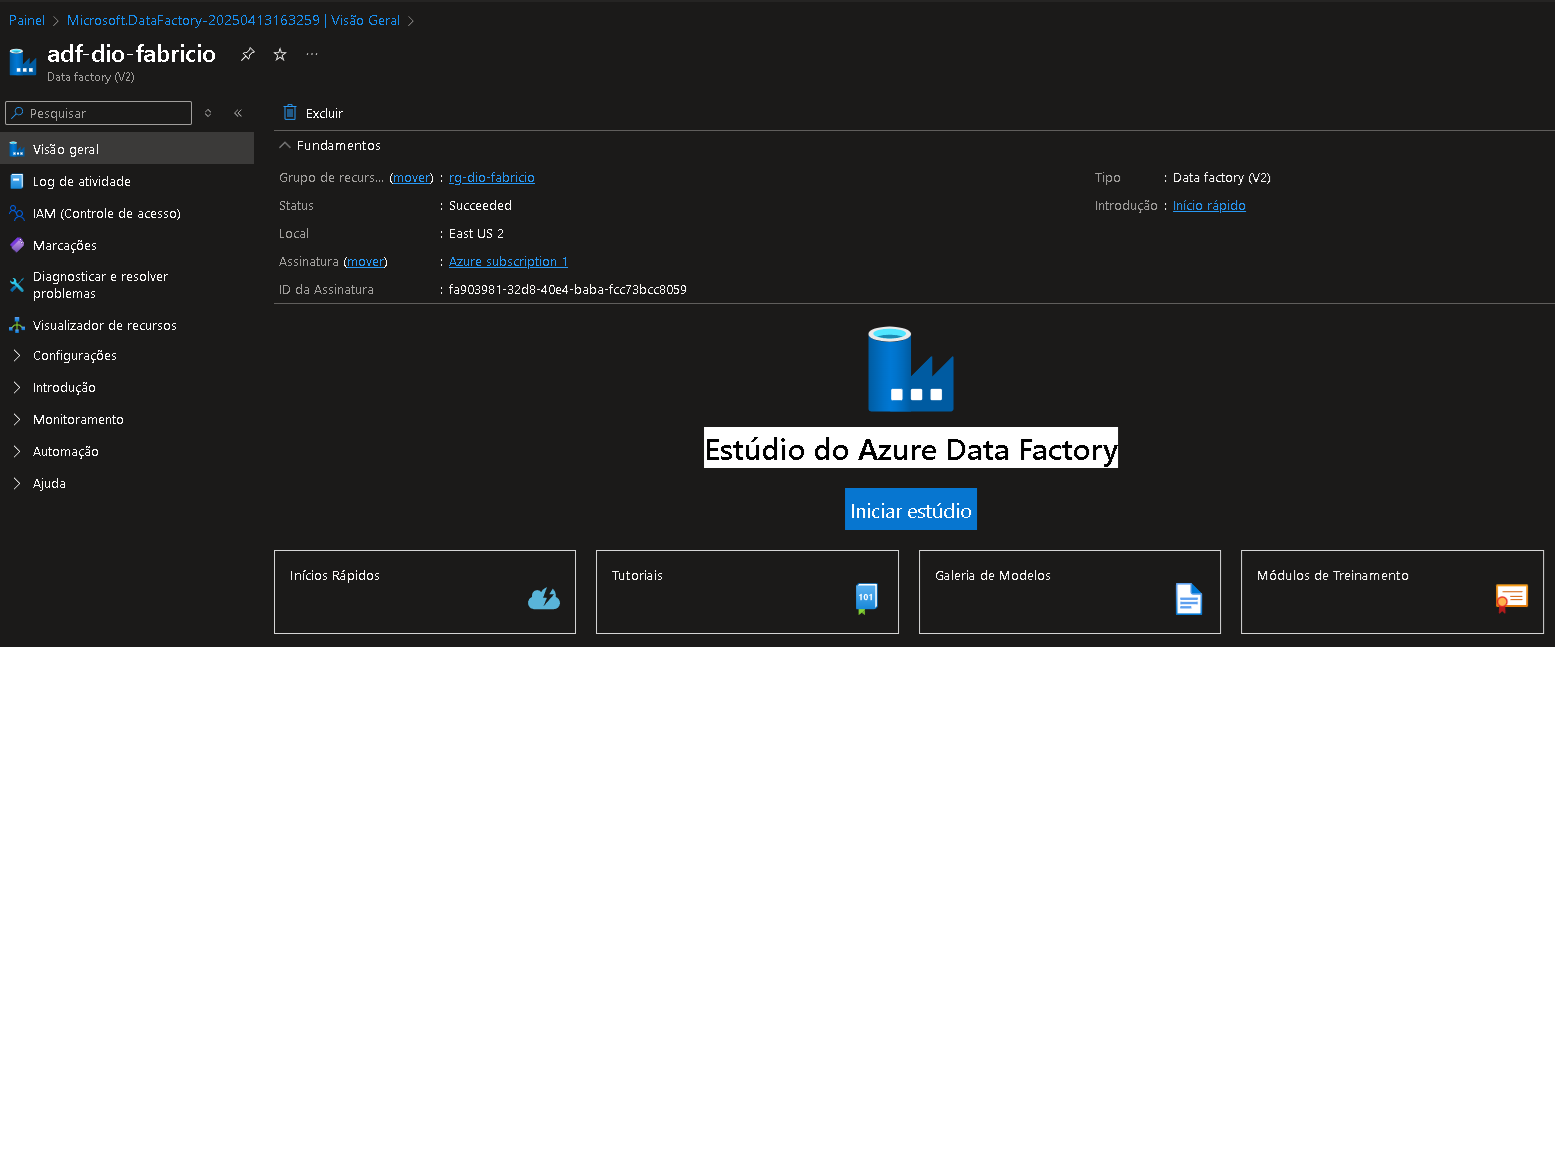 Painel > Microsoft.DataFactory-20250413163259 | Visão Geral >
adf-dio-fabricio
Data factory (V2)
Pesquisar
Excluir
Visão geral
Log de atividade
IAM (Controle de acesso)
Marcações
Diagnosticar e resolver
problemas
Visualizador de recursos
Configurações
Introdução
Monitoramento
Automação
Ajuda
Fundamentos
Grupo de recurs... (mover) : rg-dio-fabricio
Status : Succeeded
Local : East US 2
Assinatura (mover) : Azure subscription 1
ID da Assinatura : fa903981-32d8-40e4-baba-fcc73bcc8059
Tipo : Data factory (V2)
Introdução : Início rápido
Estúdio do Azure Data Factory
Iniciar estúdio
Inícios Rápidos
Tutoriais
101
Galeria de Modelos
Módulos de Treinamento